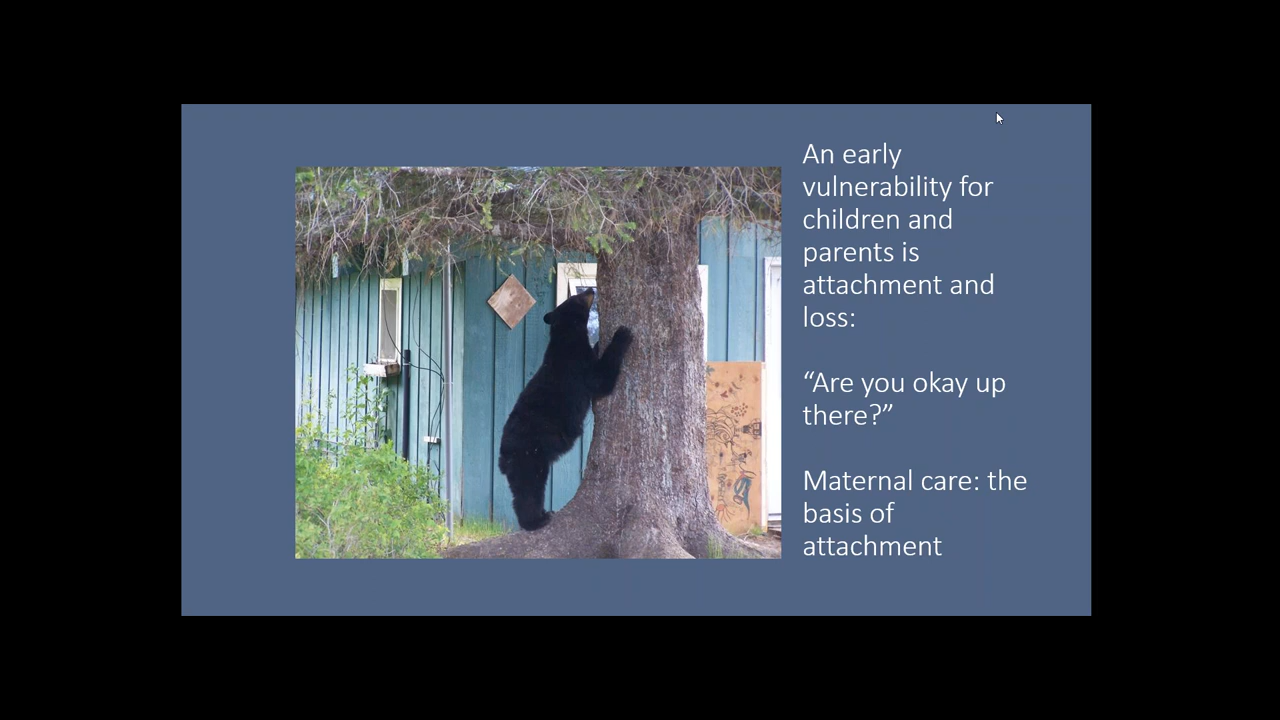 An early
vulnerability for
children and
parents is
attachment and
loss:
“Are you okay up
there?”
Maternal care: the
basis of
attachment